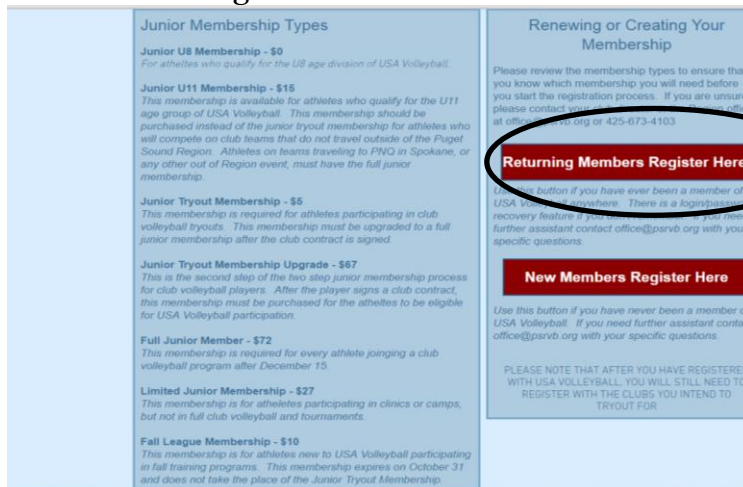 Junior Membership Types
Junior U8 Membership - $0
For atheltes who qualify for the U8 age division of USA Volleyball.
Junior U11 Membership - $15
This membership is available for athletes who qualify for the U11
age group of USA Volleyball. This membership should be
purchased instead of the junior tryout membership for athletes who
will compete on club teams that do not travel outside of the Puget
Sound Region. Athletes on teams traveling to PNQ in Spokane, or
any other out of Region event, must have the full junior
membership.
Junior Tryout Membership - $5
This membership is required for athletes participating in club
volleyball tryouts. This membership must be upgraded to a full
junior membership after the club contract is signed.
Junior Tryout Membership Upgrade - $67
This is the second step of the two step junior membership process
for club volleyball players. After the player signs a club contract,
this membership must be purchased for the atheltes to be eligible
for USA Volleyball participation.
Full Junior Member - $72
This membership is required for every athlete joinging a club
volleyball program after December 15.
Limited Junior Membership - $27
This membership is for atheletes participating in clinics or camps,
but not in full club volleyball and tournaments.
Fall League Membership - $10
This membership is for athletes new to USA Volleyball participating
in fall training programs. This membership expires on October 31
and does not take the place of the Junior Tryout Membership.
Renewing or Creating Your
Membership
Please review the membership types to ensure tha
you know which membership you will need before
you start the registration process. If you are unsure
please contact your
at 425-673-4103
Returning Members Register Here
Use this button if you have ever been a member of
USA Volleyball anywhere. There is a login/passw
recovery feature if you
further assistant contact office@psrvb.org with you
specific questions.
New Members Register Here
Use this button if you have never been a member o
USA Volleyball. If you need further assistant conta
office@psrvb.org with your specific questions.
PLEASE NOTE THAT AFTER YOU HAVE REGISTERE
WITH USA VOLLEYBALL, YOU WILL STILL NEED TO
REGISTER WITH THE CLUBS YOU INTEND TO
TRYOUT FOR